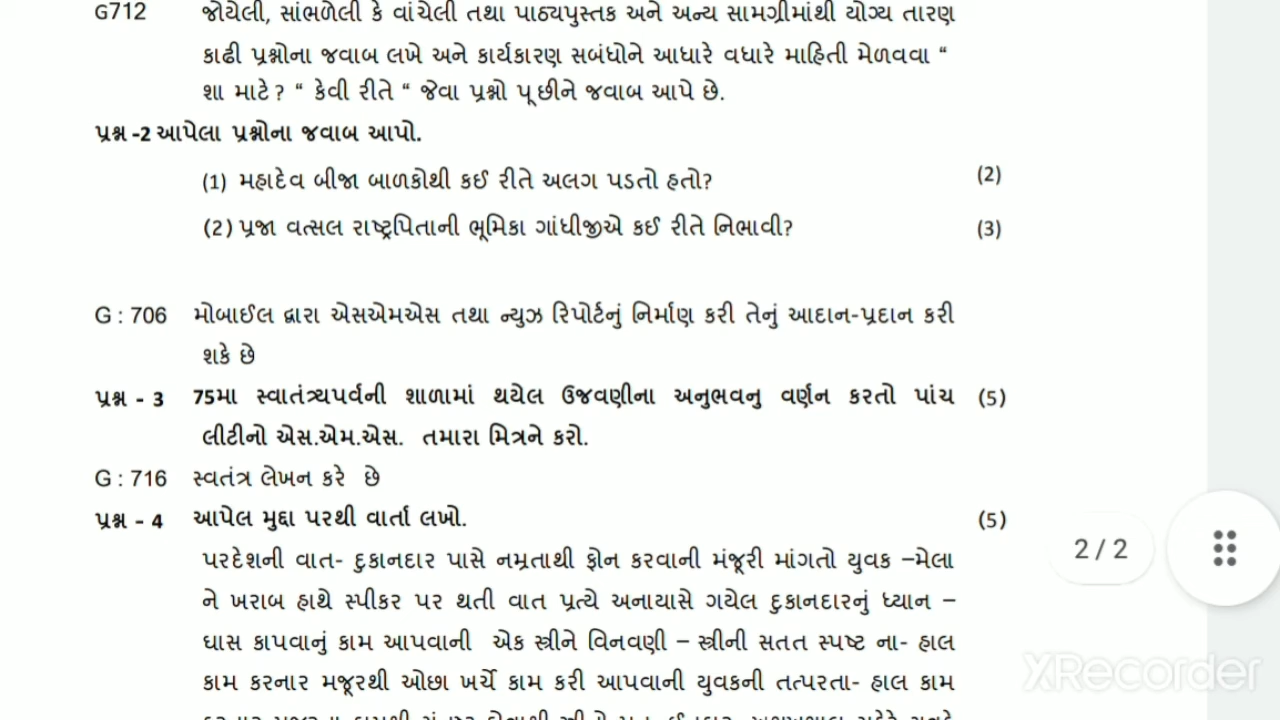 G712 જોયેલી, સાંભળેલી કે વાંચેલી તથા પાઠ્યપુસ્તક અને અન્ય સામગ્રીમાંથી યોગ્ય તારણ
કાઢી પ્રશ્નોના જવાબ લખે અને કાર્યકારણ સબંધોને આધારે વધારે માહિતી મેળવવા “
શા માટે ? “ કેવી રીતે “ જેવા પ્રશ્નો પૂછીને જવાબ આપે છે.
પ્રશ્ન -2 આપેલા પ્રશ્નોના જવાબ આપો.
(1) મહાદેવ બીજા બાળકોથી કઈ રીતે અલગ પડતો હતો? (2)
(2) પ્રજા વત્સલ રાષ્ટ્રપિતાની ભૂમિકા ગાંધીજીએ કઈ રીતે નિભાવી? (3)
G : 706 મોબાઈલ દ્વારા એસએમએસ તથા ન્યુઝ રિપોર્ટનું નિર્માણ કરી તેનું આદાન-પ્રદાન કરી
શકે છે
પ્રશ્ન - 3 75મા સ્વાતંત્ર્યપર્વની શાળામાં થયેલ ઉજવણીના અનુભવનુ વર્ણન કરતો પાંચ (5)
લીટીનો એસ.એમ.એસ. તમારા મિત્રને કરો.
G : 716 સ્વતંત્ર લેખન કરે છે
પ્રશ્ન - 4 આપેલ મુદ્દા પરથી વાર્તા લખો. (5)
પરદેશની વાત- દુકાનદાર પાસે નમ્રતાથી ફોન કરવાની મંજૂરી માંગતો યુવક –મેલા
2 / 2
ને ખરાબ હાથે સ્પીકર પર થતી વાત પ્રત્યે અનાયાસે ગયેલ દુકાનદારનું ધ્યાન –
ઘાસ કાપવાનું કામ આપવાની એક સ્ત્રીને વિનવણી – સ્ત્રીની સતત સ્પષ્ટ ના- હાલ
કામ કરનાર મજૂરથી ઓછા ખર્ચે કામ કરી આપવાની યુવકની તત્પરતા- હાલ કામ
XRecorder